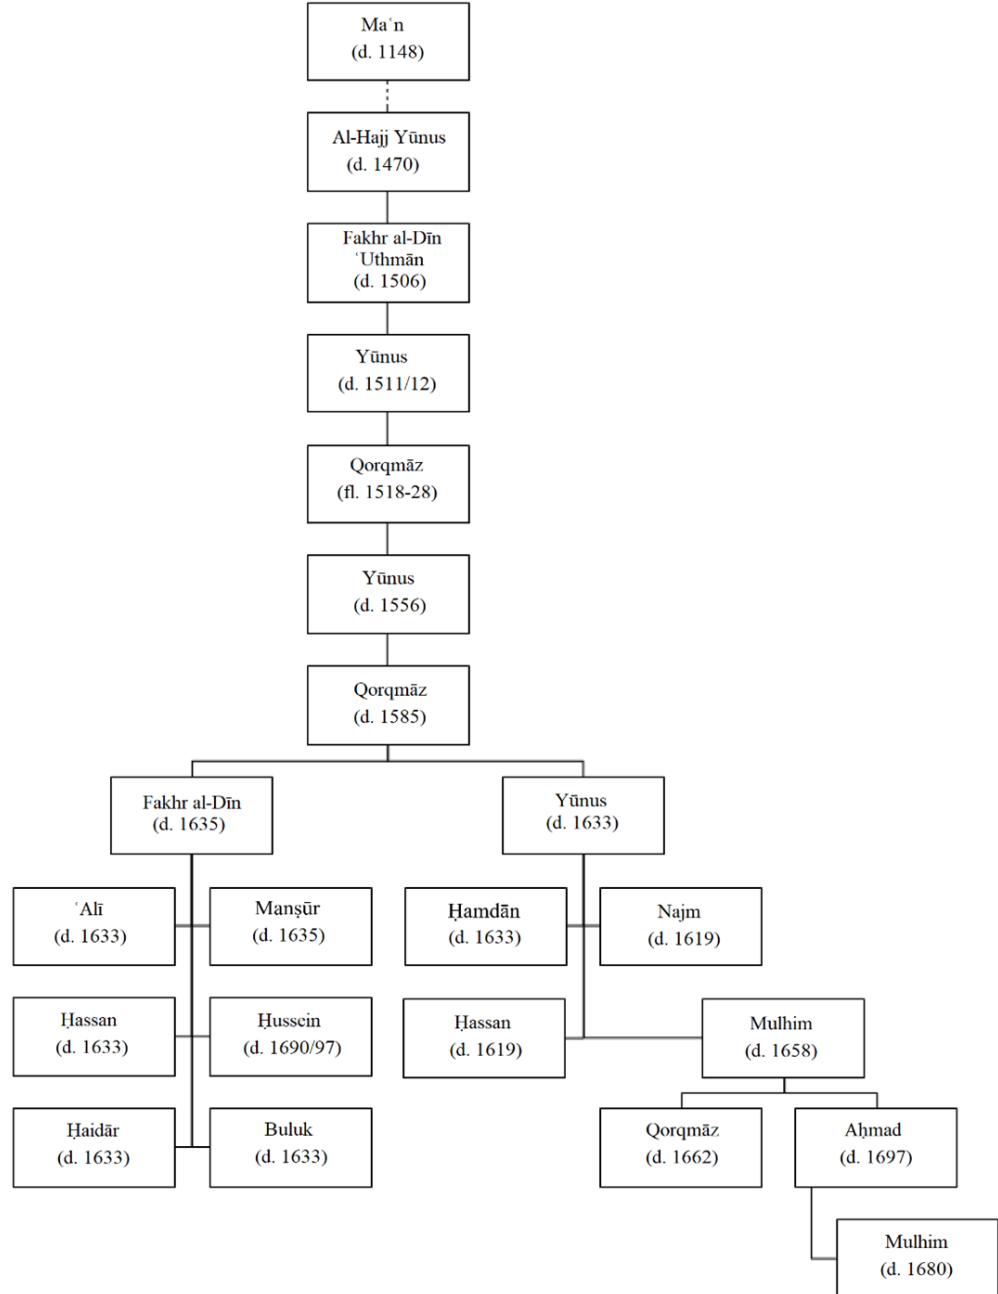 Maʿn
(d. 1148)
Al-Hajj Yūnus
(d. 1470)
Fakhr al-Dīn
ʿUthmān
(d. 1506)
Yūnus
(d. 1511/12)
Qorqmāz
(fl. 1518-28)
Yūnus
(d. 1556)
Qorqmāz
(d. 1585)
Fakhr al-Dīn
(d. 1635)
Yūnus
(d. 1633)
ʿAlī
(d. 1633)
Manṣūr
(d. 1635)
Ḥamdān
(d. 1633)
Najm
(d. 1619)
Ḥassan
(d. 1633)
Ḥussein
(d. 1690/97)
Ḥassan
(d. 1619)
Mulhim
(d. 1658)
Ḥaidār
(d. 1633)
Buluk
(d. 1633)
Qorqmāz
(d. 1662)
Aḥmad
(d. 1697)
Mulhim
(d. 1680)